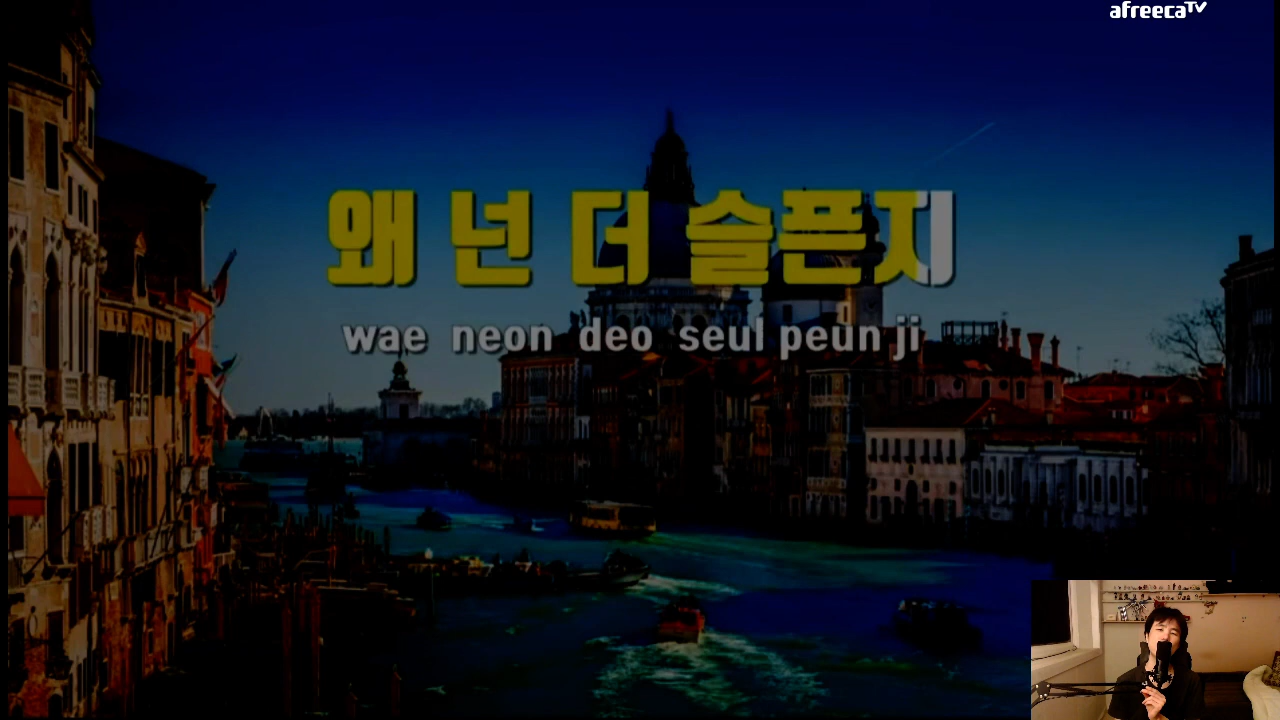 afreecaTV
왜 넌 더 슬픈지
wae neon deo seul peun ji